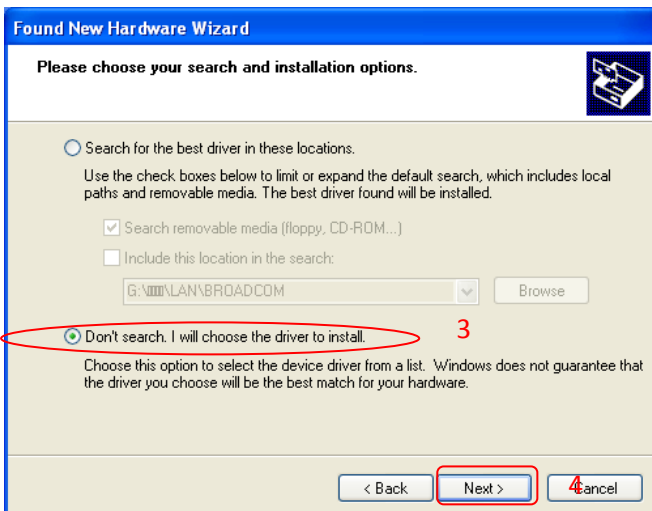 Found New Hardware Wizard
Please choose your search and installation options.
Search for the best driver in these locations.
Use the check boxes below to limit or expand the default search, which includes local
paths and removable media. The best driver found will be installed.
Search removable media (floppy, CD-ROM...)
Include this location in the search:
\LAN\BROADCOM
Browse
Don't search. I will choose the driver to install.
3
Choose this option to select the device driver from a list. Windows does not guarantee that
the driver you choose will be the best match for your hardware.
< Back Next > 4 Cancel